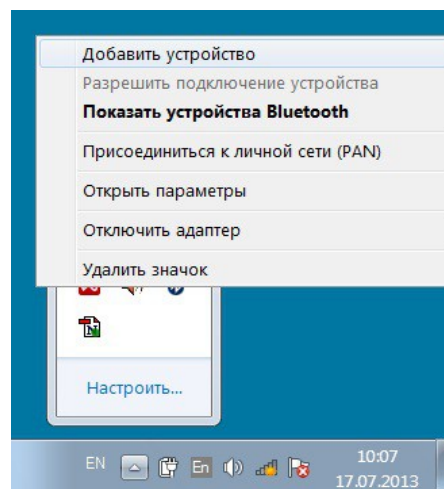 Добавить устройство
Разрешить подключение устройства
Показать устройства Bluetooth
Присоединиться к личной сети (PAN)
Открыть параметры
Отключить адаптер
Удалить значок
N
Настроить...
EN
En
10:07
17.07.2013